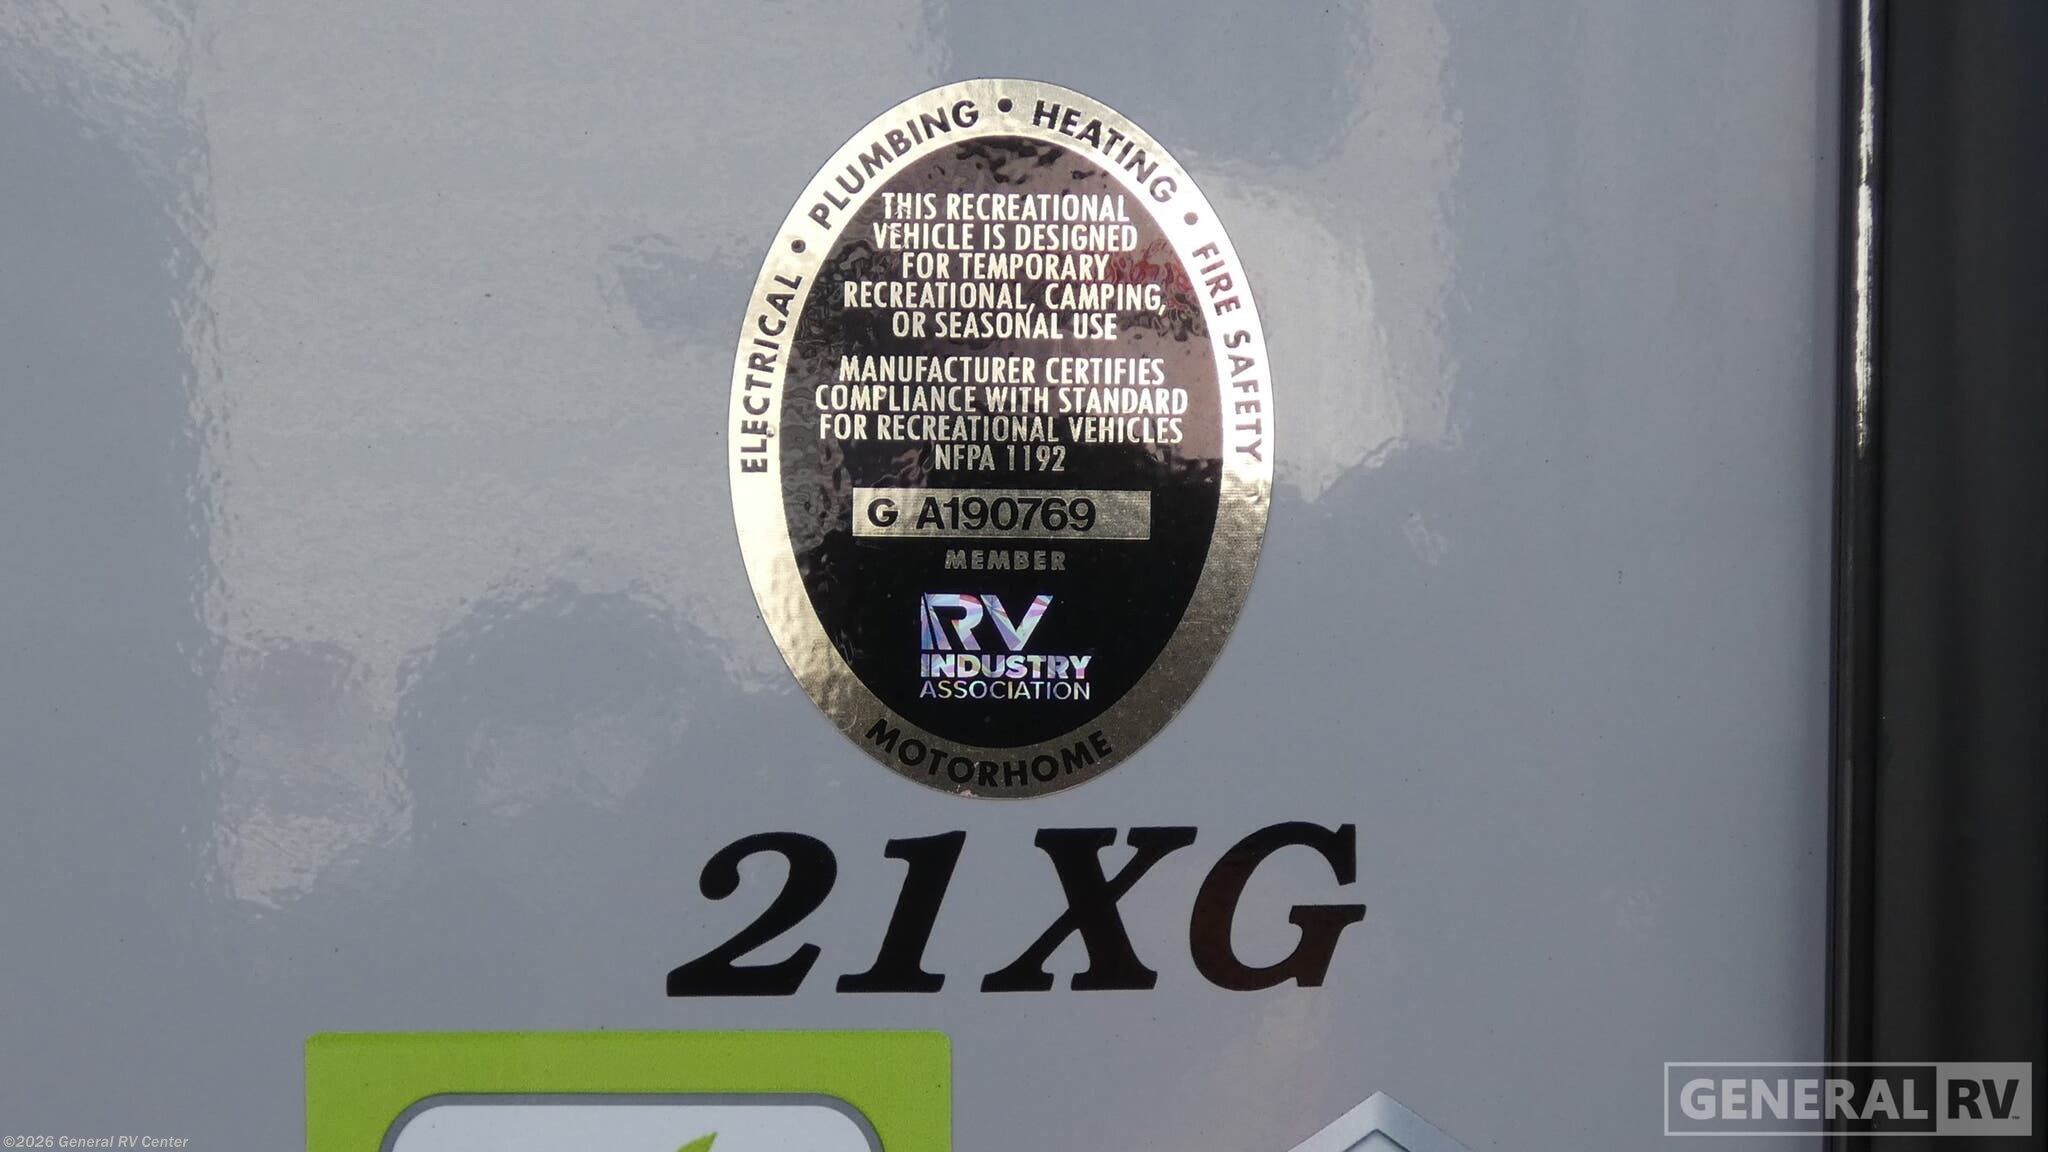 ELECTRICAL • PLUMBING • HEATING • FIRE SAFETY
THIS RECREATIONAL
VEHICLE IS DESIGNED
FOR TEMPORARY
RECREATIONAL, CAMPING,
OR SEASONAL USE
MANUFACTURER CERTIFIES
COMPLIANCE WITH STANDARD
FOR RECREATIONAL VEHICLES
NFPA 1192
G A190769
MEMBER
RV
INDUSTRY
ASSOCIATION
MOTORHOME
21XG
GENERAL RV™
©2026 General RV Center